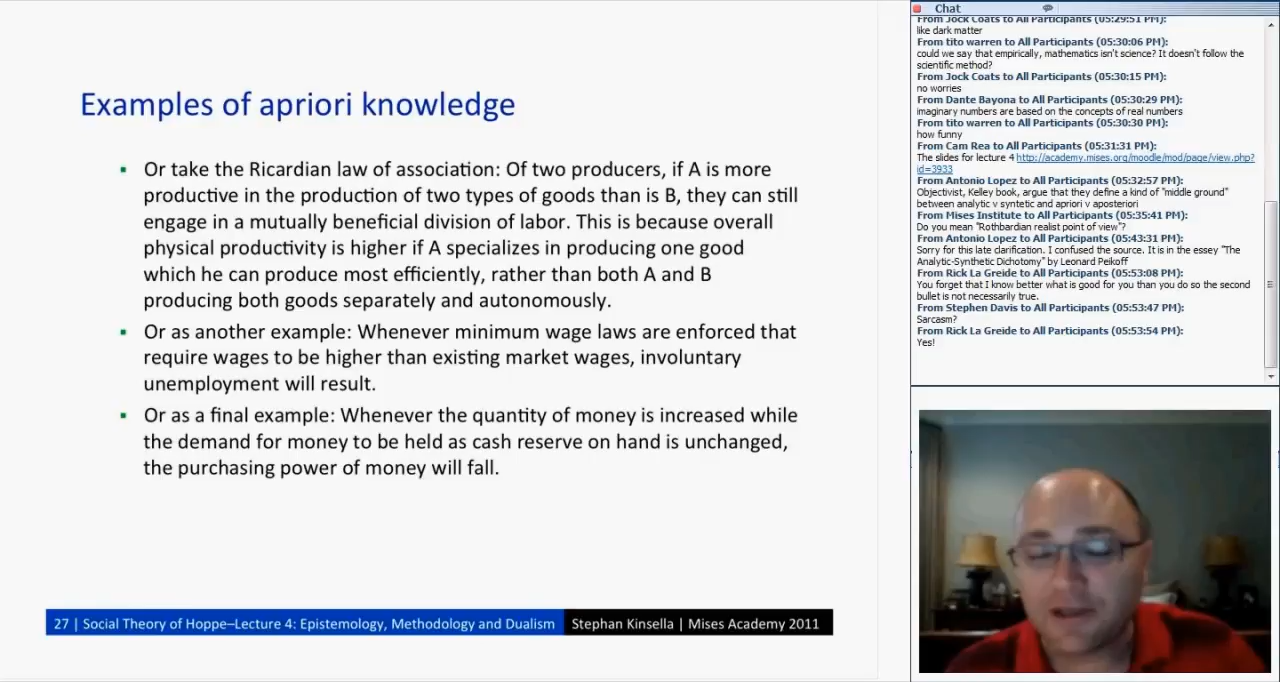 Examples of apriori knowledge
Or take the Ricardian law of association: Of two producers, if A is more
productive in the production of two types of goods than is B, they can still
engage in a mutually beneficial division of labor. This is because overall
physical productivity is higher if A specializes in producing one good
which he can produce most efficiently, rather than both A and B
producing both goods separately and autonomously.
Or as another example: Whenever minimum wage laws are enforced that
require wages to be higher than existing market wages, involuntary
unemployment will result.
Or as a final example: Whenever the quantity of money is increased while
the demand for money to be held as cash reserve on hand is unchanged,
the purchasing power of money will fall.
27 | Social Theory of Hoppe–Lecture 4: Epistemology, Methodology and Dualism
Stephan Kinsella | Mises Academy 2011
Chat
From Jock Coats to All Participants (05:29:51 PM):
like dark matter
From tito warren to All Participants (05:30:06 PM):
could we say that empirically, mathematics isn't science? It doesn't follow the
scientific method?
From Jock Coats to All Participants (05:30:15 PM):
no worries
From Dante Bayona to All Participants (05:30:29 PM):
imaginary numbers are based on the concepts of real numbers
From tito warren to All Participants (05:30:30 PM):
how funny
From Cam Rea to All Participants (05:31:31 PM):
The slides for lecture 4 http://academy.mises.org/moodle/mod/page/view.php?
id=3933
From Antonio Lopez to All Participants (05:32:57 PM):
Objectivist, Kelley book, argue that they define a kind of "middle ground"
between analytic v syntetic and apriori v aposteriori
From Mises Institute to All Participants (05:35:41 PM):
Do you mean "Rothbardian realist point of view"?
From Antonio Lopez to All Participants (05:43:31 PM):
Sorry for this late clarification. I confused the source. It is in the essey "The
Analytic-Synthetic Dichotomy" by Leonard Peikoff
From Rick La Greide to All Participants (05:53:08 PM):
You forget that I know better what is good for you than you do so the second
bullet is not necessarily true.
From Stephen Davis to All Participants (05:53:47 PM):
Sarcasm?
From Rick La Greide to All Participants (05:53:54 PM):
Yes!